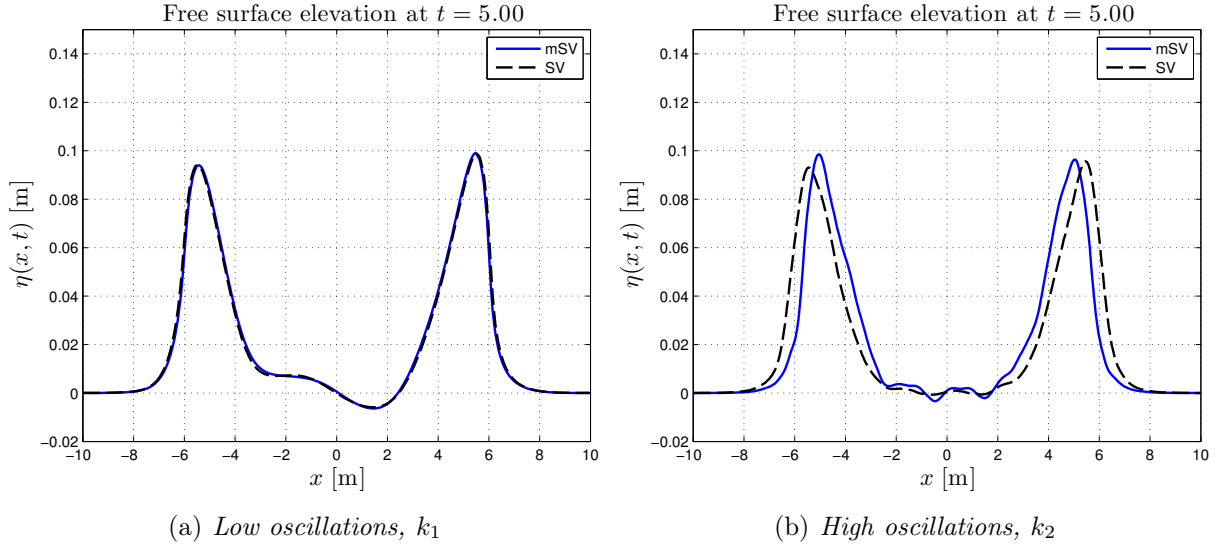 Free surface elevation at t = 5.00
mSV
SV
0.14
0.12
0.1
0.08
0.06
0.04
0.02
0
−0.02
η(x, t) [m]
−10 −8 −6 −4 −2 0 2 4 6 8 10
x [m]
(a) Low oscillations, k₁
Free surface elevation at t = 5.00
mSV
SV
0.14
0.12
0.1
0.08
0.06
0.04
0.02
0
−0.02
η(x, t) [m]
−10 −8 −6 −4 −2 0 2 4 6 8 10
x [m]
(b) High oscillations, k₂